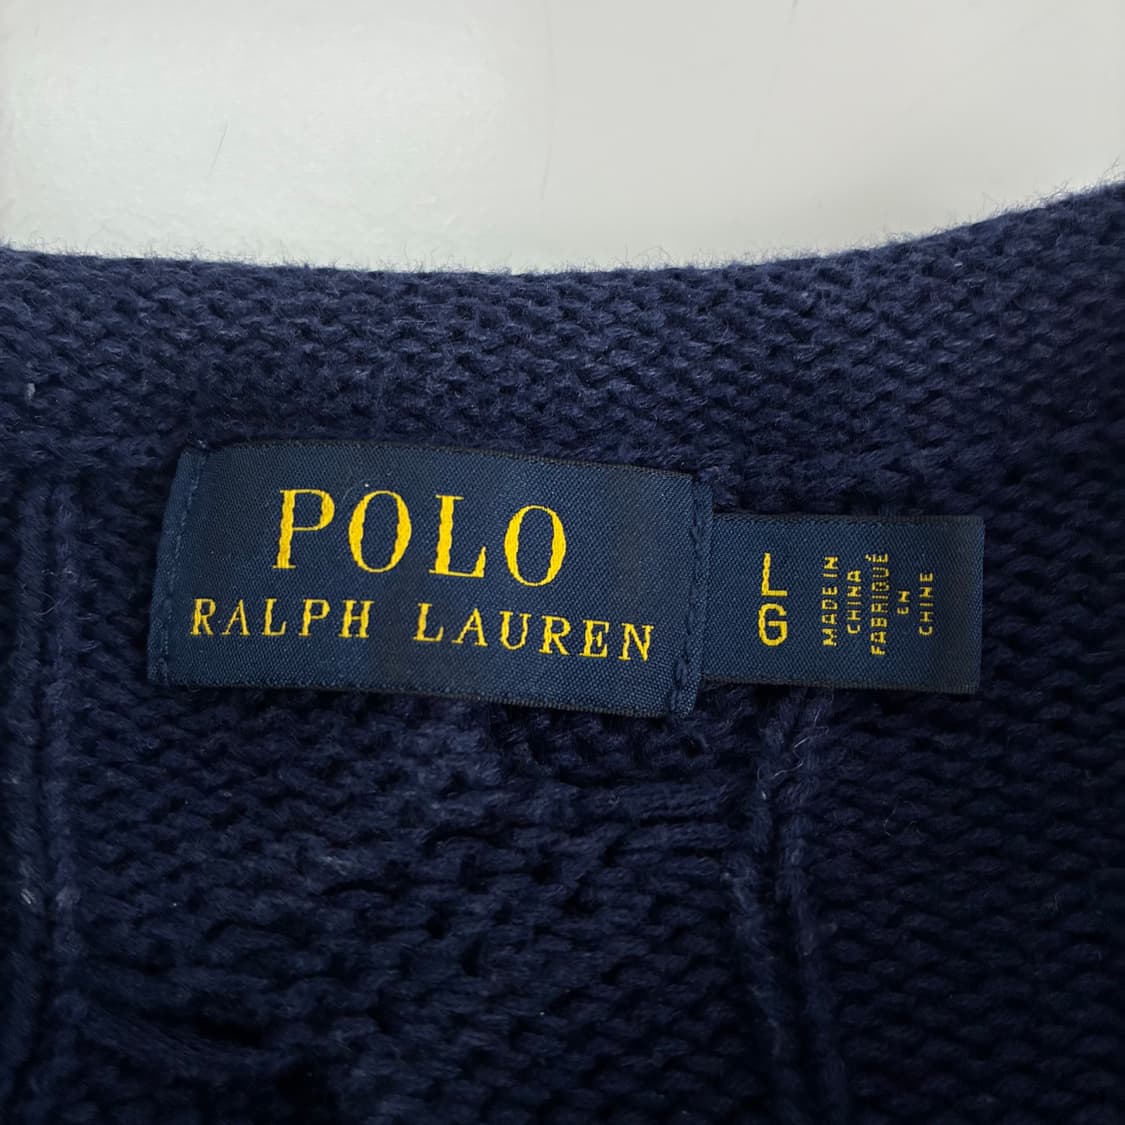 POLO
RALPH LAUREN
L
G
MADE IN
CHINA
FABRIQUÉ
EN
CHINE